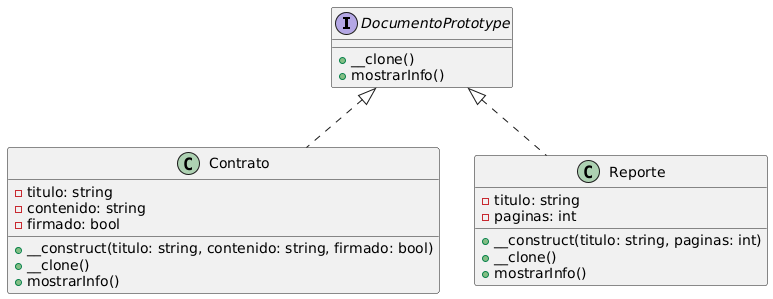 I DocumentoPrototype
__clone()
mostrarInfo()
C Contrato
titulo: string
contenido: string
firmado: bool
__construct(titulo: string, contenido: string, firmado: bool)
__clone()
mostrarInfo()
C Reporte
titulo: string
paginas: int
__construct(titulo: string, paginas: int)
__clone()
mostrarInfo()